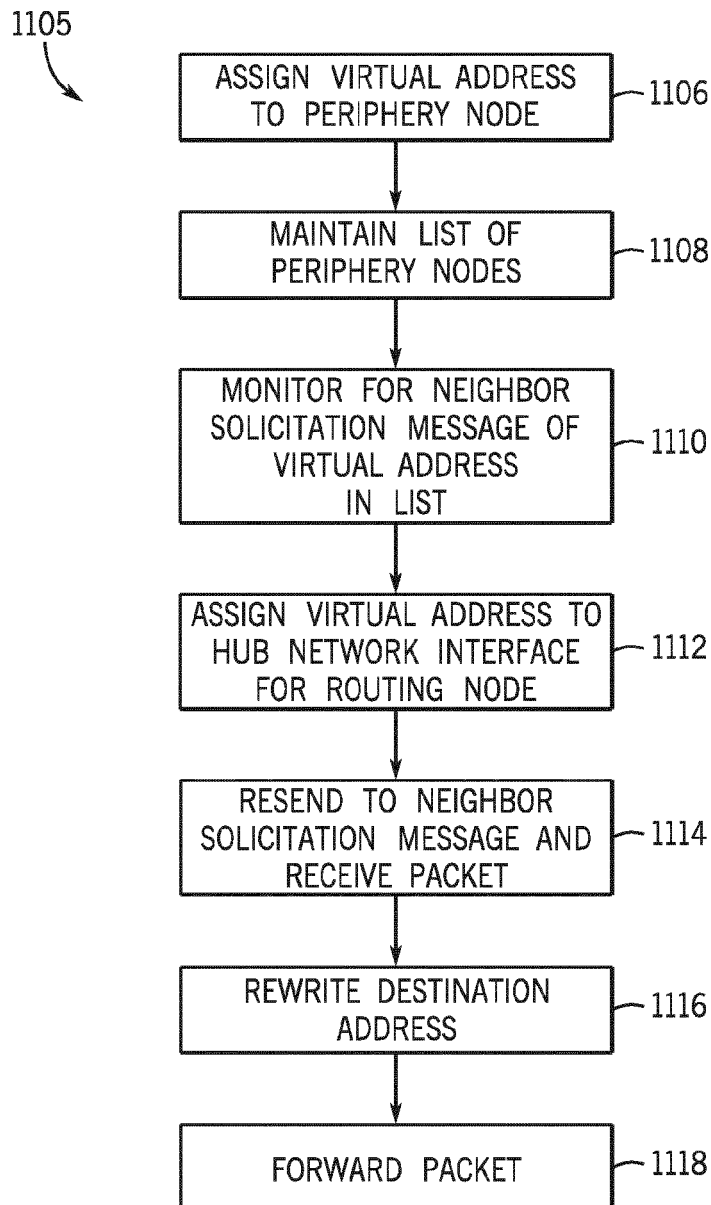 1105
ASSIGN VIRTUAL ADDRESS
TO PERIPHERY NODE
1106
MAINTAIN LIST OF
PERIPHERY NODES
1108
MONITOR FOR NEIGHBOR
SOLICITATION MESSAGE OF
VIRTUAL ADDRESS
IN LIST
1110
ASSIGN VIRTUAL ADDRESS TO
HUB NETWORK INTERFACE
FOR ROUTING NODE
1112
RESEND TO NEIGHBOR
SOLICITATION MESSAGE AND
RECEIVE PACKET
1114
REWRITE DESTINATION
ADDRESS
1116
FORWARD PACKET
1118